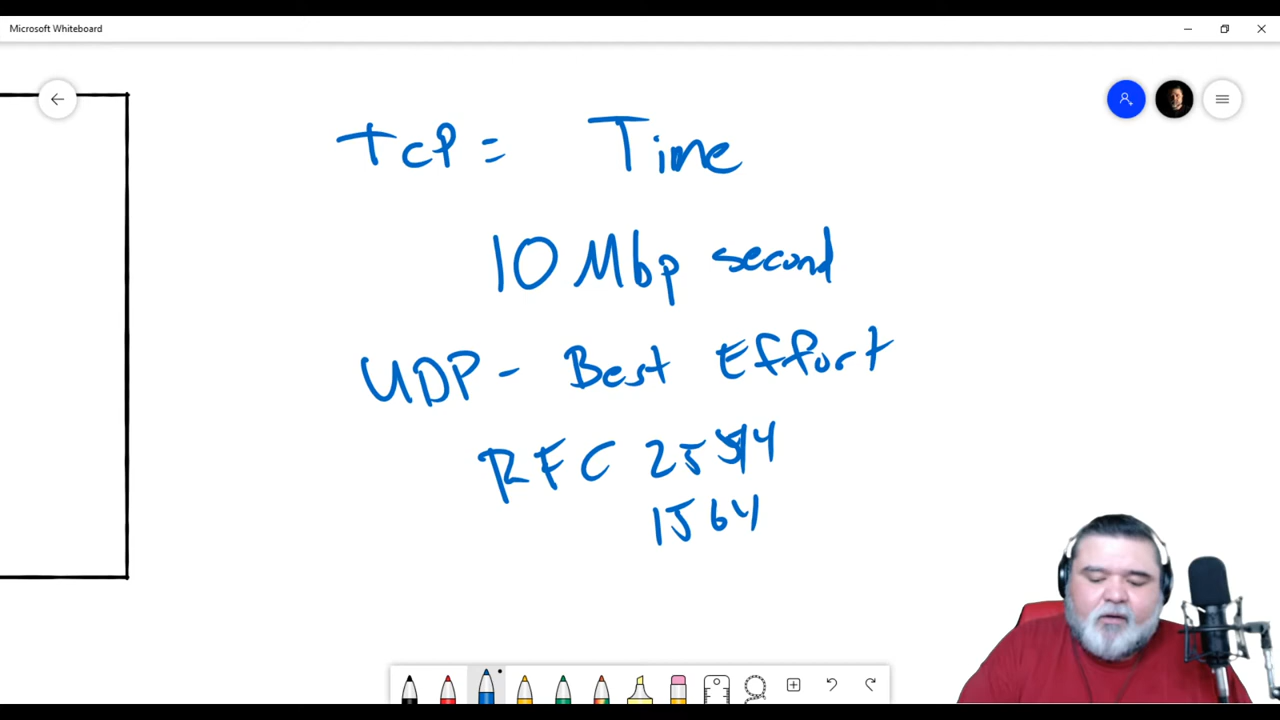 Microsoft Whiteboard
TCP = Time
10 Mbp second
UDP - Best Effort
RFC
1564